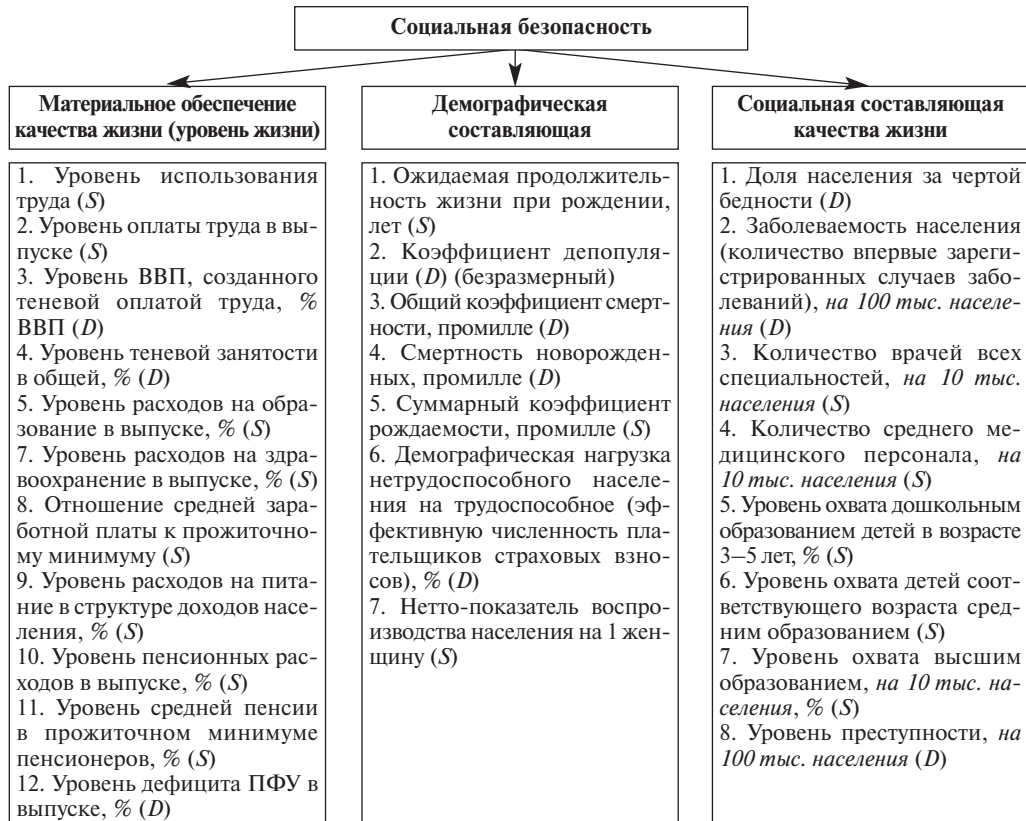 Социальная безопасность
Материальное обеспечение
качества жизни (уровень жизни)
1. Уровень использования
труда (S)
2. Уровень оплаты труда в вы-
пуске (S)
3. Уровень ВВП, созданного
теневой оплатой труда, %
ВВП (D)
4. Уровень теневой занятости
в общей, % (D)
5. Уровень расходов на обра-
зование в выпуске, % (S)
7. Уровень расходов на здра-
воохранение в выпуске, % (S)
8. Отношение средней зара-
ботной платы к прожиточно-
му минимуму (S)
9. Уровень расходов на пита-
ние в структуре доходов насе-
ления, % (S)
10. Уровень пенсионных рас-
ходов в выпуске, % (S)
11. Уровень средней пенсии
в прожиточном минимуме
пенсионеров, % (S)
12. Уровень дефицита ПФУ в
выпуске, % (D)
Демографическая
составляющая
1. Ожидаемая продолжитель-
ность жизни при рождении,
лет (S)
2. Коэффициент депопуля-
ции (D) (безразмерный)
3. Общий коэффициент смерт-
ности, промилле (D)
4. Смертность новорожден-
ных, промилле (D)
5. Суммарный коэффициент
рождаемости, промилле (S)
6. Демографическая нагрузка
нетрудоспособного населе-
ния на трудоспособное (эф-
фективную численность пла-
тельщиков страховых взно-
сов), % (D)
7. Нетто-показатель воспро-
изводства населения на 1 жен-
щину (S)
Социальная составляющая
качества жизни
1. Доля населения за чертой
бедности (D)
2. Заболеваемость населения
(количество впервые зареги-
стрированных случаев забо-
леваний), на 100 тыс. населе-
ния (D)
3. Количество врачей всех
специальностей, на 10 тыс.
населения (S)
4. Количество среднего ме-
дицинского персонала, на
10 тыс. населения (S)
5. Уровень охвата дошкольным
образованием детей в возрасте
3–5 лет, % (S)
6. Уровень охвата детей соот-
ветствующего возраста сред-
ним образованием (S)
7. Уровень охвата высшим
образованием, на 10 тыс. на-
селения, % (S)
8. Уровень преступности, на
100 тыс. населения (D)